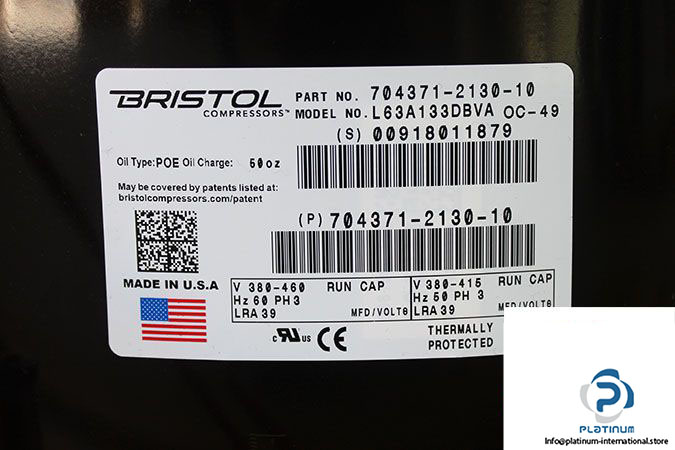 BRISTOL
COMPRESSORS™
PART NO. 704371-2130-10
MODEL NO. L63A133DBVA OC-49
(S) 00918011879
Oil Type: POE Oil Charge: 50oz
May be covered by patents listed at:
bristolcompressors.com/patent
(P) 704371-2130-10
MADE IN U.S.A
V 380-460 RUN CAP
Hz 60 PH 3
LRA 39 MFD/VOLTS
V 380-415 RUN CAP
Hz 50 PH 3
LRA 39 MFD/VOLTS
c RU US CE
THERMALLY
PROTECTED
PLATINUM
Info@platinum-international.store